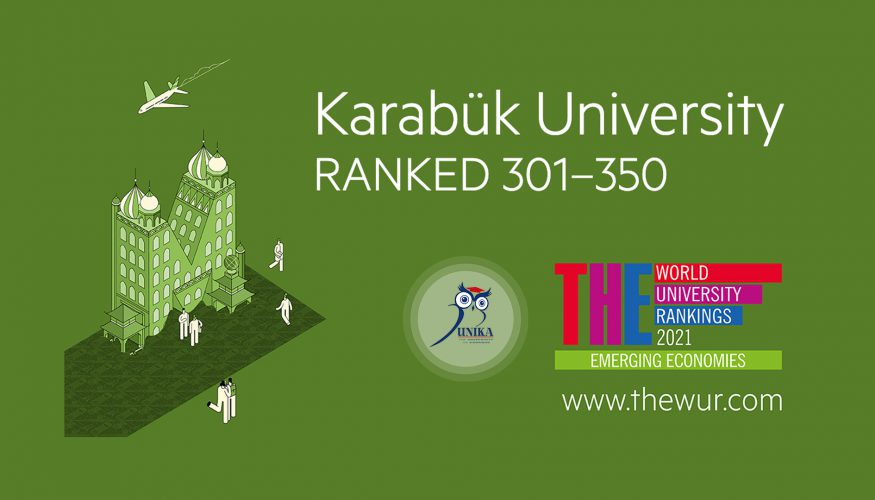 Karabük University
RANKED 301–350
UNIKA
THE
WORLD
UNIVERSITY
RANKINGS
2021
EMERGING ECONOMIES
www.thewur.com